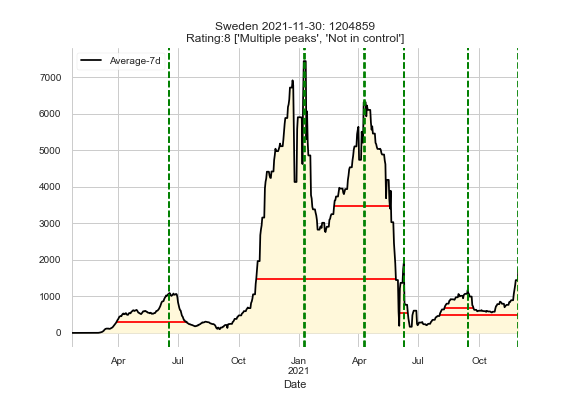 Sweden 2021-11-30: 1204859
Rating:8 ['Multiple peaks', 'Not in control']
Average-7d
7000
6000
5000
4000
3000
2000
1000
0
Apr Jul Oct Jan Apr Jul Oct
2021
Date